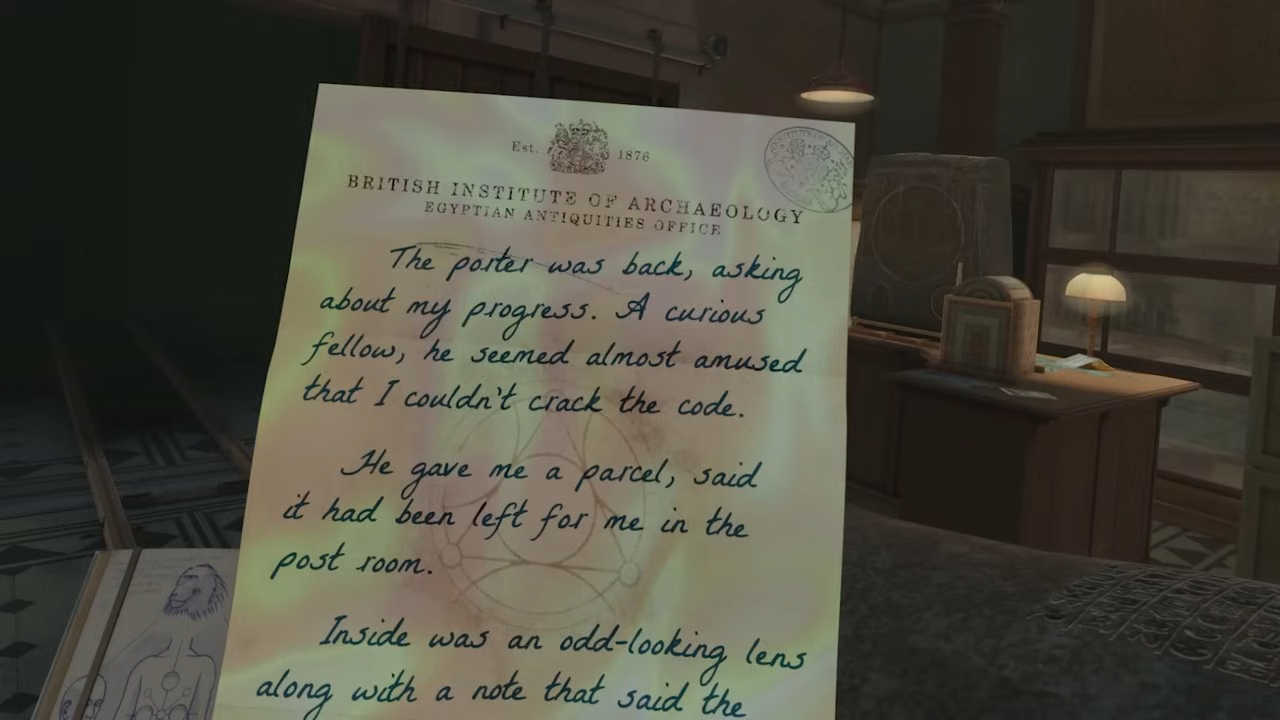 Est. 1876
BRITISH INSTITUTE OF ARCHAEOLOGY
EGYPTIAN ANTIQUITIES OFFICE
The porter was back, asking
about my progress. A curious
fellow, he seemed almost amused
that I couldn't crack the code.
He gave me a parcel, said
it had been left for me in the
post room.
Inside was an odd-looking lens
along with a note that said the